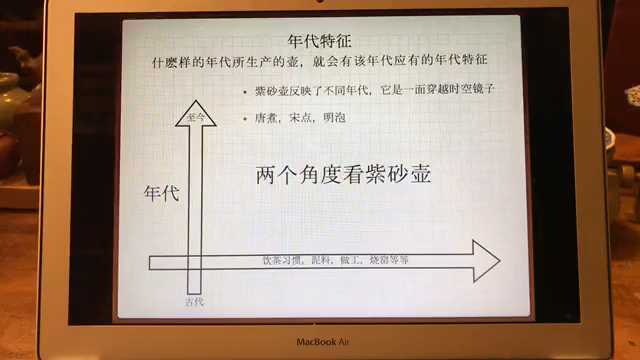 年代特征
什麽样的年代所生产的壶，就会有该年代应有的年代特征
紫砂壶反映了不同年代，它是一面穿越时空镜子
唐煮，宋点，明泡
至今
两个角度看紫砂壶
年代
饮茶习惯，泥料，做工，烧窑等等
古代
MacBook Air